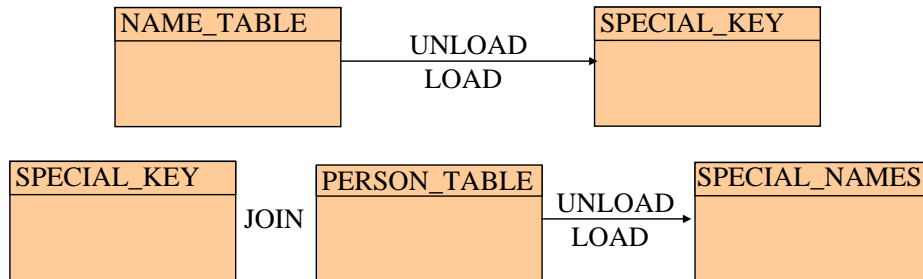 NAME_TABLE
UNLOAD
LOAD
SPECIAL_KEY
SPECIAL_KEY
JOIN
PERSON_TABLE
UNLOAD
LOAD
SPECIAL_NAMES